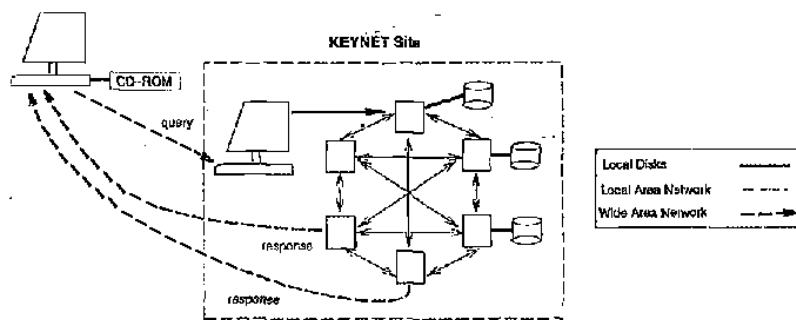 KEYNET Site
CD-ROM
query
response
response
Local Disks
Local Area Network
Wide Area Network